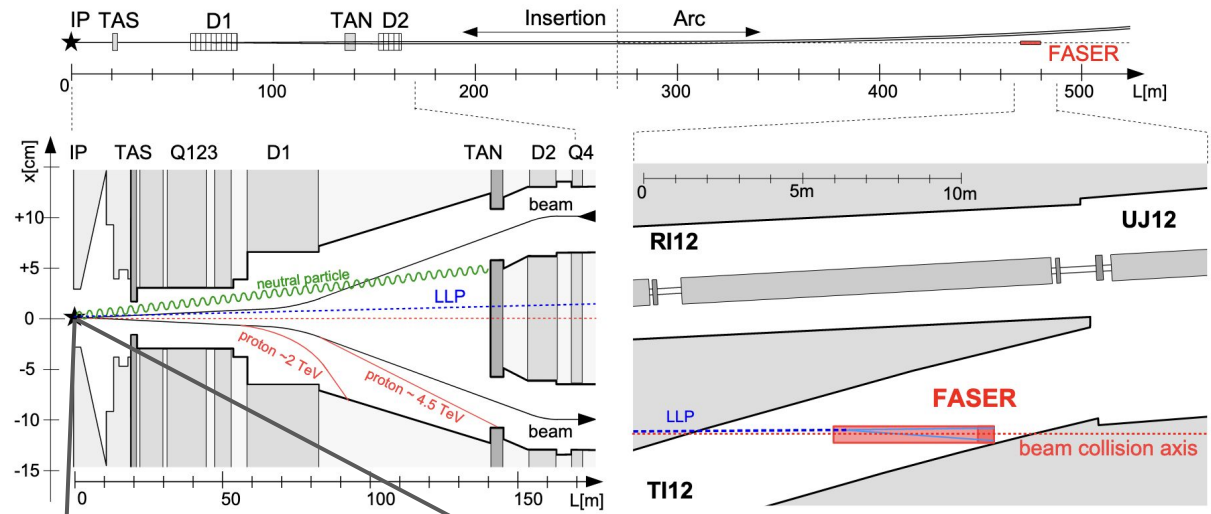 IP TAS D1 TAN D2 Insertion Arc
FASER
0 100 200 300 400 500 L[m]
IP TAS Q123 D1 TAN D2 Q4
x[cm]
+10
+5
0
-5
-10
-15
beam
neutral particle
LLP
proton ~2 TeV
proton ~ 4.5 TeV
beam
0 50 100 150 L[m]
0 5m 10m
RI12
UJ12
FASER
LLP
beam collision axis
TI12